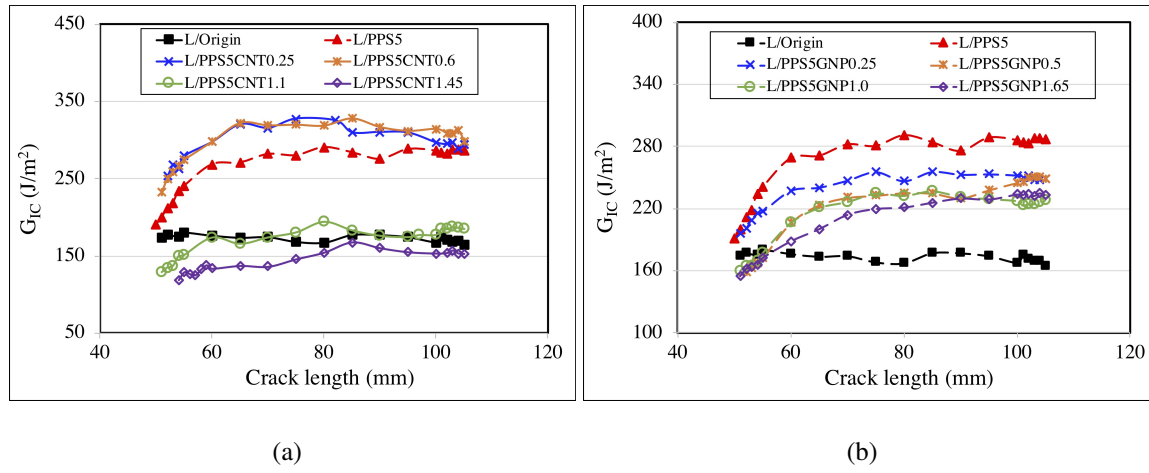 450
350
250
150
50
G_IC (J/m²)
L/Origin L/PPS5
L/PPS5CNT0.25 L/PPS5CNT0.6
L/PPS5CNT1.1 L/PPS5CNT1.45
40 60 80 100 120
Crack length (mm)
(a)
400
340
280
220
160
100
G_IC (J/m²)
L/Origin L/PPS5
L/PPS5GNP0.25 L/PPS5GNP0.5
L/PPS5GNP1.0 L/PPS5GNP1.65
40 60 80 100 120
Crack length (mm)
(b)